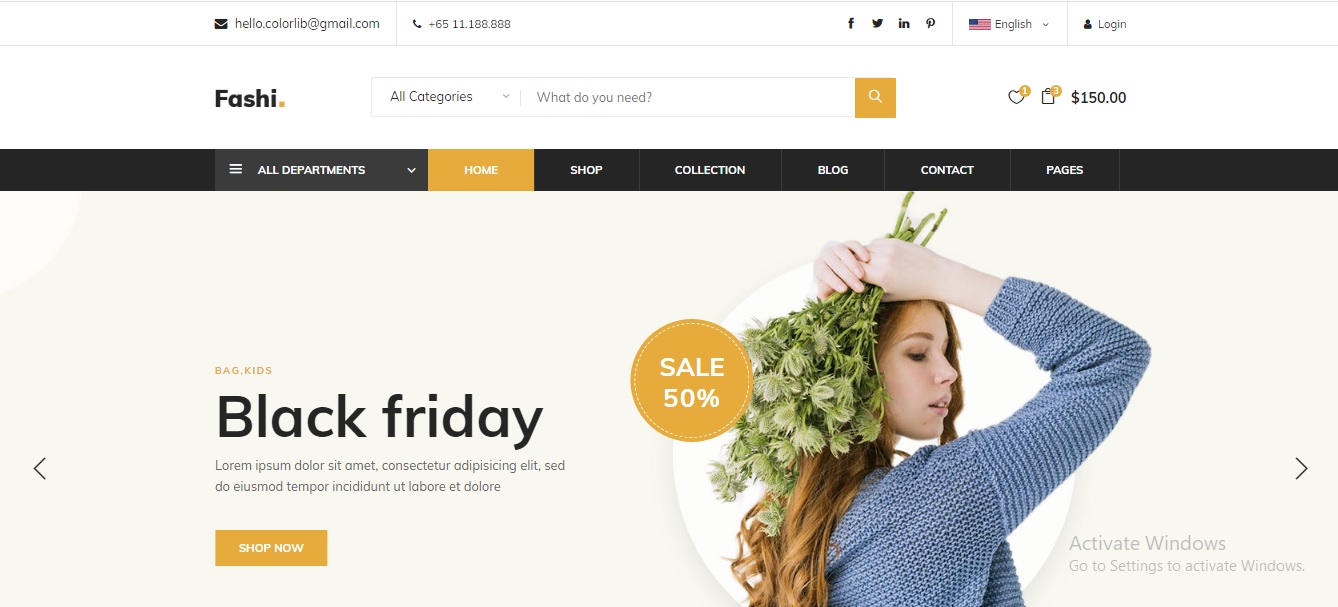 hello.colorlib@gmail.com
+65 11.188.888
English
Login
Fashi.
All Categories
What do you need?
1
3
$150.00
ALL DEPARTMENTS
HOME
SHOP
COLLECTION
BLOG
CONTACT
PAGES
SALE
50%
BAG,KIDS
Black friday
Lorem ipsum dolor sit amet, consectetur adipisicing elit, sed
do eiusmod tempor incididunt ut labore et dolore
SHOP NOW
Activate Windows
Go to Settings to activate Windows.